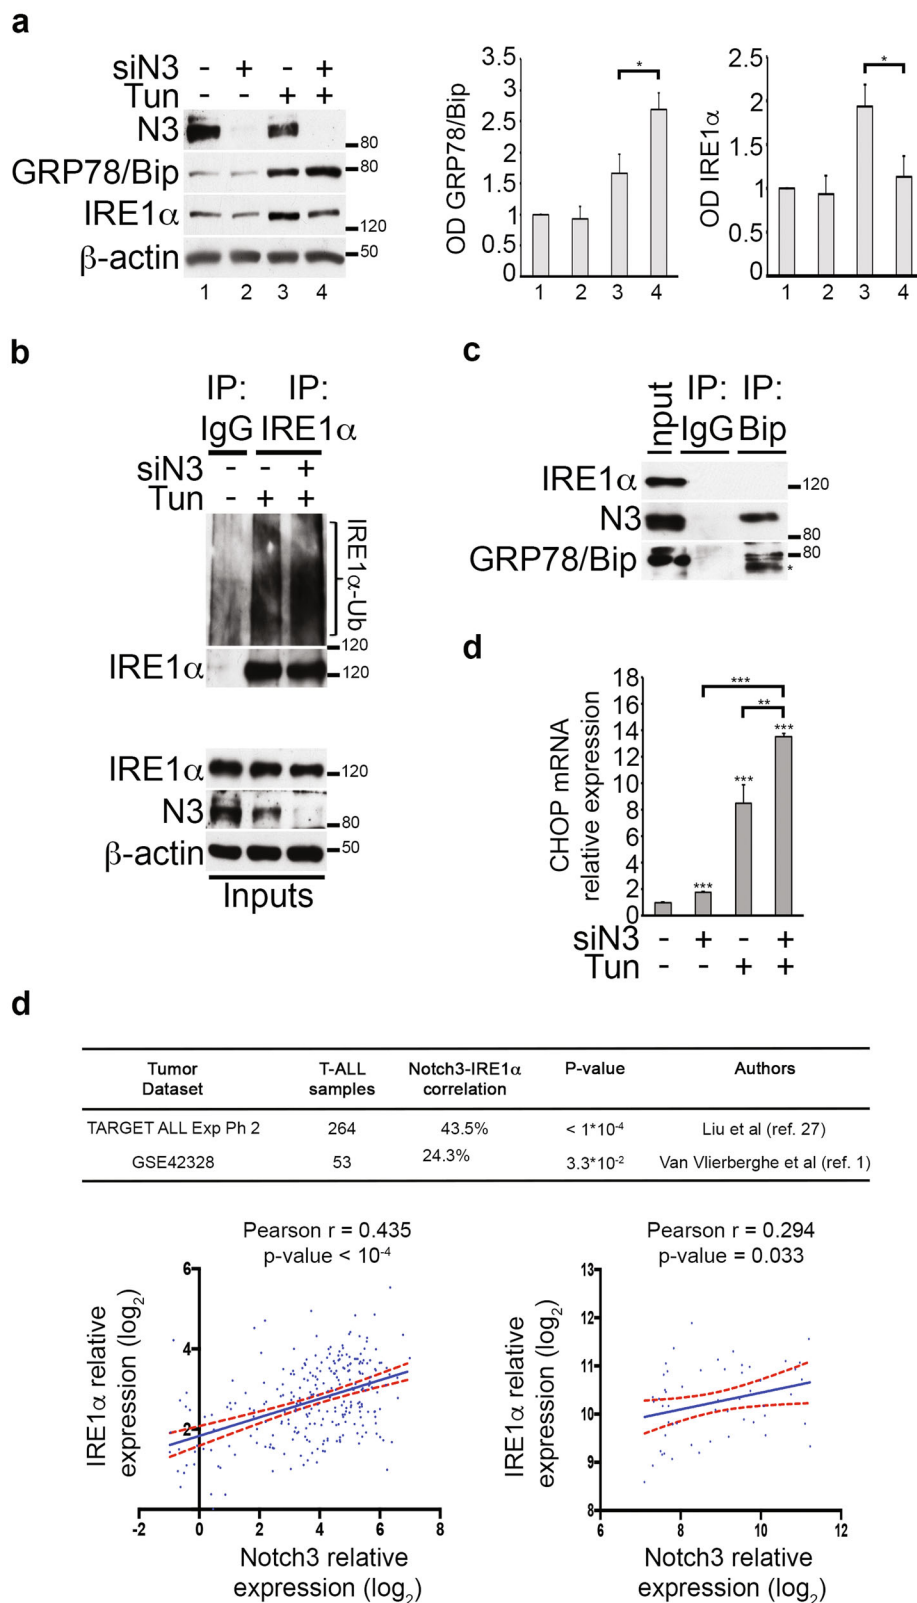 a
siN3 - + - +
Tun - - + +
N3
80
GRP78/Bip
80
IRE1α
120
β-actin
50
1 2 3 4
OD GRP78/Bip
3.5
3
2.5
2
1.5
1
0.5
0
1 2 3 4
*
OD IRE1α
2.5
2
1.5
1
0.5
0
1 2 3 4
*
b
IP: IP:
IgG IRE1α
siN3 - - +
Tun - + +
IRE1α-Ub
120
IRE1α
120
IRE1α
120
N3
80
β-actin
50
Inputs
c
Input
IP: IP:
IgG Bip
IRE1α
120
N3
80
GRP78/Bip
80
*
d
CHOP mRNA
relative expression
18
16
14
12
10
8
6
4
2
0
***
**
***
***
***
siN3 - + - +
Tun - - + +
d
Tumor
Dataset
T-ALL
samples
Notch3-IRE1α
correlation
P-value
Authors
TARGET ALL Exp Ph 2 264 43.5% < 1*10-4 Liu et al (ref. 27)
GSE42328 53 24.3% 3.3*10-2 Van Vlierberghe et al (ref. 1)
Pearson r = 0.435
p-value < 10-4
IRE1α relative
expression (log2)
6
4
2
-2 0 2 4 6 8
Notch3 relative
expression (log2)
Pearson r = 0.294
p-value = 0.033
IRE1α relative
expression (log2)
13
12
11
10
9
8
6 8 10 12
Notch3 relative
expression (log2)